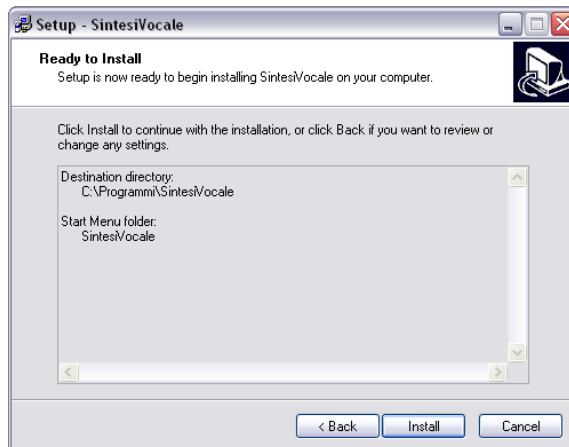 Setup - SintesiVocale
Ready to Install
Setup is now ready to begin installing SintesiVocale on your computer.
Click Install to continue with the installation, or click Back if you want to review or
change any settings.
Destination directory:
C:\Programmi\SintesiVocale
Start Menu folder:
SintesiVocale
< Back
Install
Cancel